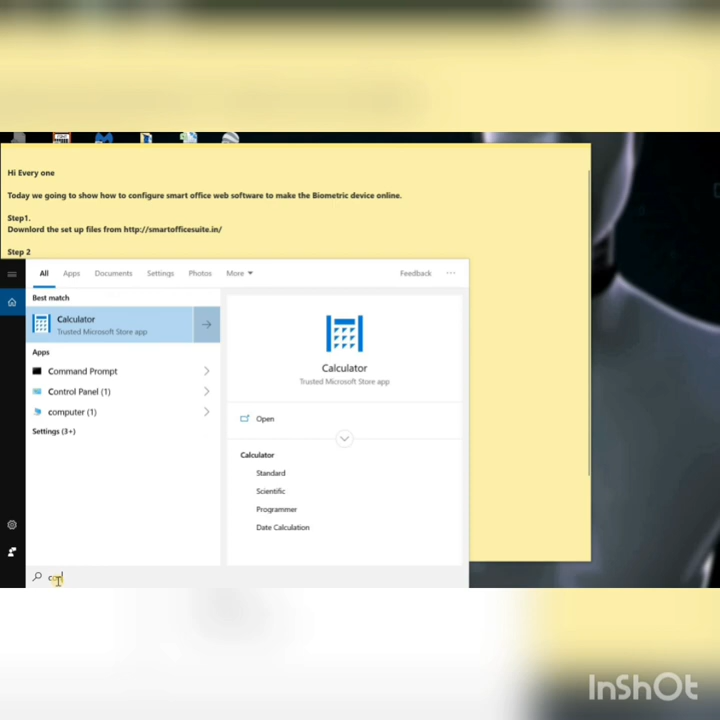 Hi Every one
Today we going to show how to configure smart office web software to make the Biometric device online.
Step1.
Downlord the set up files from http://smartofficesuite.in/
Step 2
All Apps Documents Settings Photos More Feedback ...
Best match
Calculator
Trusted Microsoft Store app
Apps
Command Prompt
Control Panel (1)
computer (1)
Settings (3+)
Calculator
Trusted Microsoft Store app
Open
Calculator
Standard
Scientific
Programmer
Date Calculation
InShOt